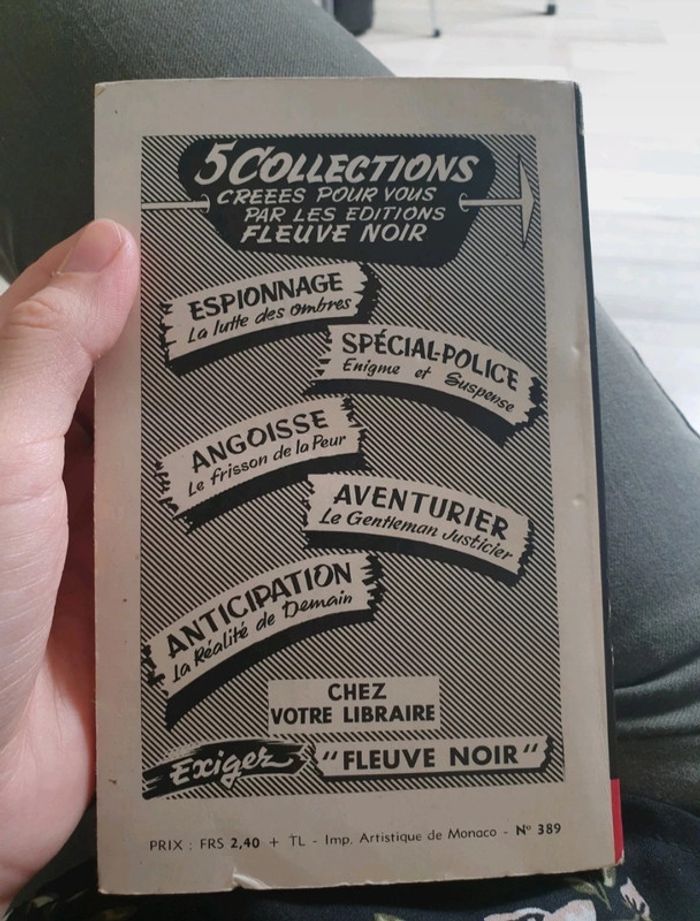 5 COLLECTIONS
CREEES POUR VOUS
PAR LES EDITIONS
FLEUVE NOIR
ESPIONNAGE
La lutte des ombres
SPÉCIAL-POLICE
Enigme et Suspense
ANGOISSE
Le frisson de la Peur
AVENTURIER
Le Gentleman Justicier
ANTICIPATION
La Réalité de Demain
CHEZ
VOTRE LIBRAIRE
Exigez "FLEUVE NOIR"
PRIX : FRS 2,40 + TL - Imp. Artistique de Monaco - N° 389